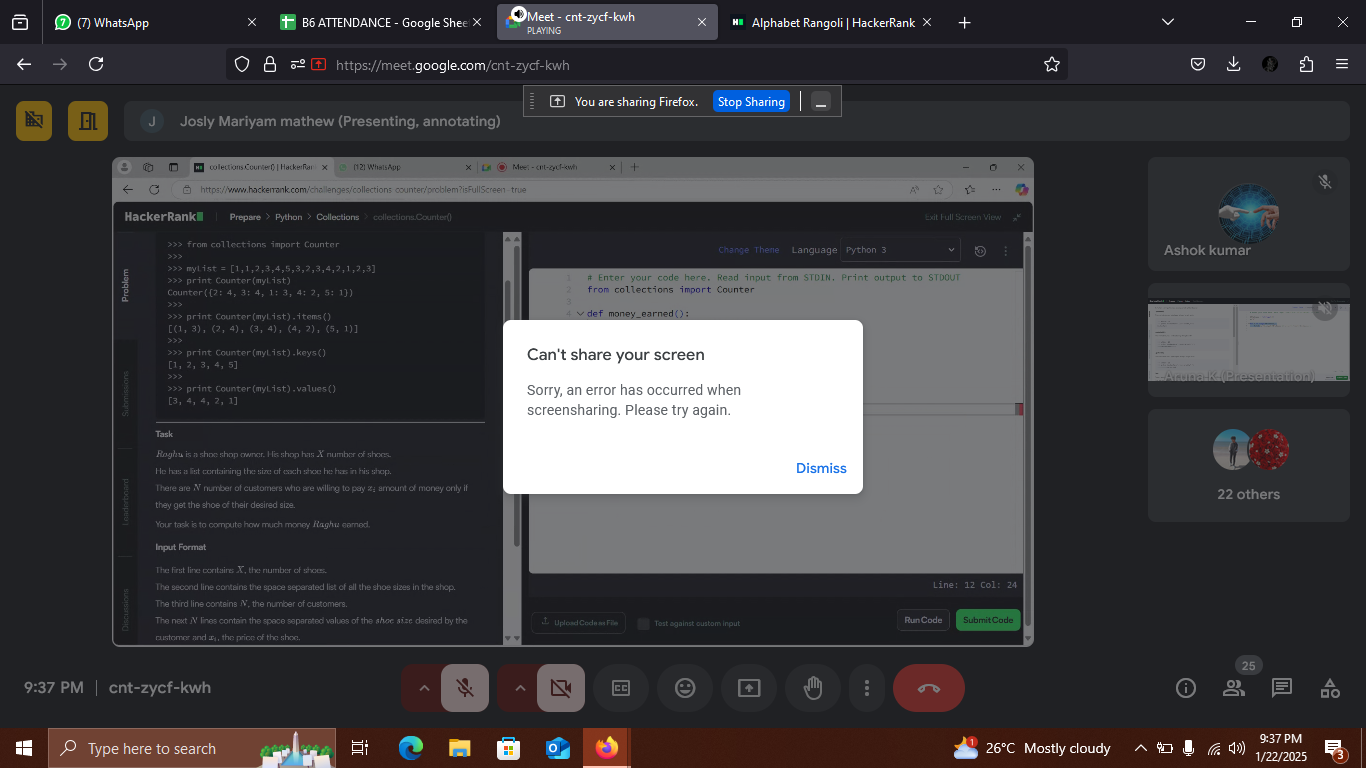 (7) WhatsApp
B6 ATTENDANCE - Google Shee
Meet - cnt-zycf-kwh
PLAYING
Alphabet Rangoli | HackerRank
https://meet.google.com/cnt-zycf-kwh
You are sharing Firefox.
Stop Sharing
J
Josly Mariyam mathew (Presenting, annotating)
collections.Counter() | HackerRan
(12) WhatsApp
Meet - cnt-zycf-kwh
https://www.hackerrank.com/challenges/collections-counter/problem?isFullScreen=true
HackerRank
Prepare > Python > Collections > collections.Counter()
Exit Full Screen View
Problem
Submissions
Leaderboard
Discussions
>>> from collections import Counter
>>>
>>> myList = [1,1,2,3,4,5,3,2,3,4,2,1,2,3]
>>> print Counter(myList)
Counter({2: 4, 3: 4, 1: 3, 4: 2, 5: 1})
>>>
>>> print Counter(myList).items()
[(1, 3), (2, 4), (3, 4), (4, 2), (5, 1)]
>>>
>>> print Counter(myList).keys()
[1, 2, 3, 4, 5]
>>>
>>> print Counter(myList).values()
[3, 4, 4, 2, 1]
Task
Raghu is a shoe shop owner. His shop has X number of shoes.
He has a list containing the size of each shoe he has in his shop.
There are N number of customers who are willing to pay xᵢ amount of money only if
they get the shoe of their desired size.
Your task is to compute how much money Raghu earned.
Input Format
The first line contains X, the number of shoes.
The second line contains the space separated list of all the shoe sizes in the shop.
The third line contains N, the number of customers.
The next N lines contain the space separated values of the shoe size desired by the
customer and xᵢ, the price of the shoe.
Change Theme
Language
Python 3
1 # Enter your code here. Read input from STDIN. Print output to STDOUT
2 from collections import Counter
3
4 def money_earned():
Line: 12 Col: 24
Upload Code as File
Test against custom input
Run Code
Submit Code
Can't share your screen
Sorry, an error has occurred when
screensharing. Please try again.
Dismiss
Ashok kumar
Aruna K (Presentation)
22 others
9:37 PM | cnt-zycf-kwh
25
Type here to search
1
26°C Mostly cloudy
9:37 PM
1/22/2025
3